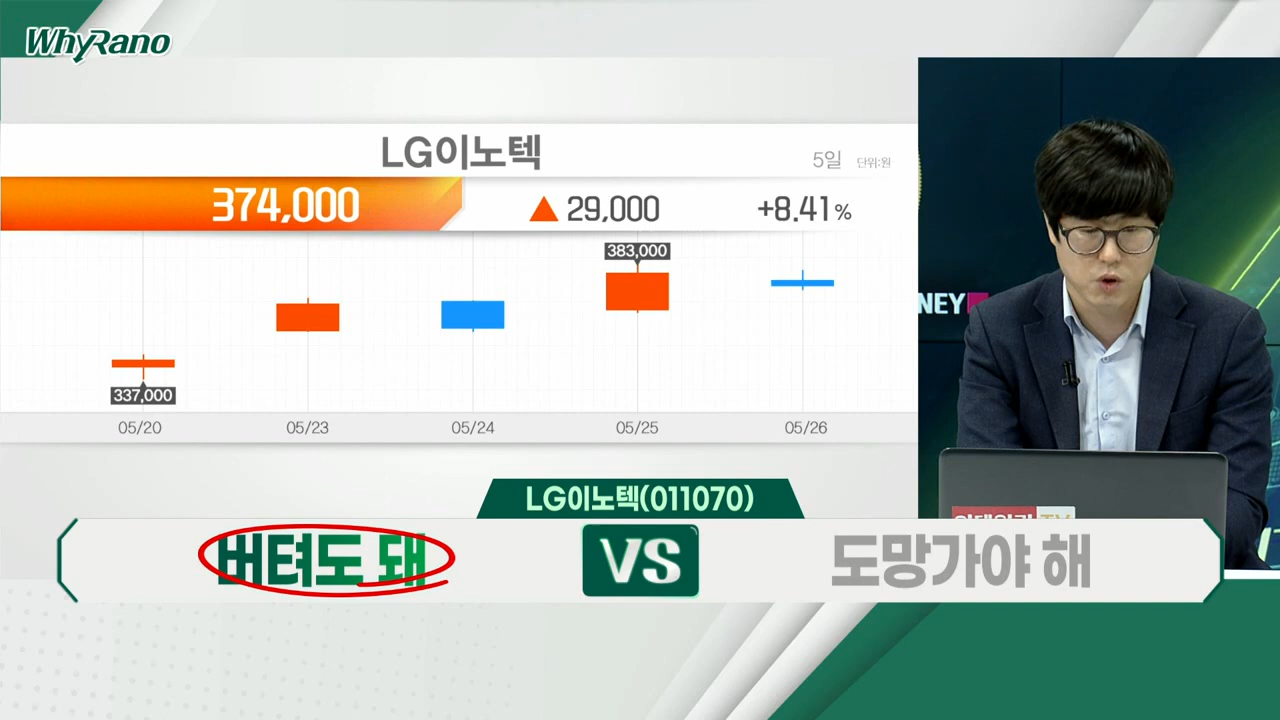 WhyRano
LG이노텍
5일 단위:원
374,000 ▲ 29,000 +8.41%
383,000
337,000
05/20 05/23 05/24 05/25 05/26
NEY
LG이노텍(011070)
버텨도 돼 VS 도망가야 해